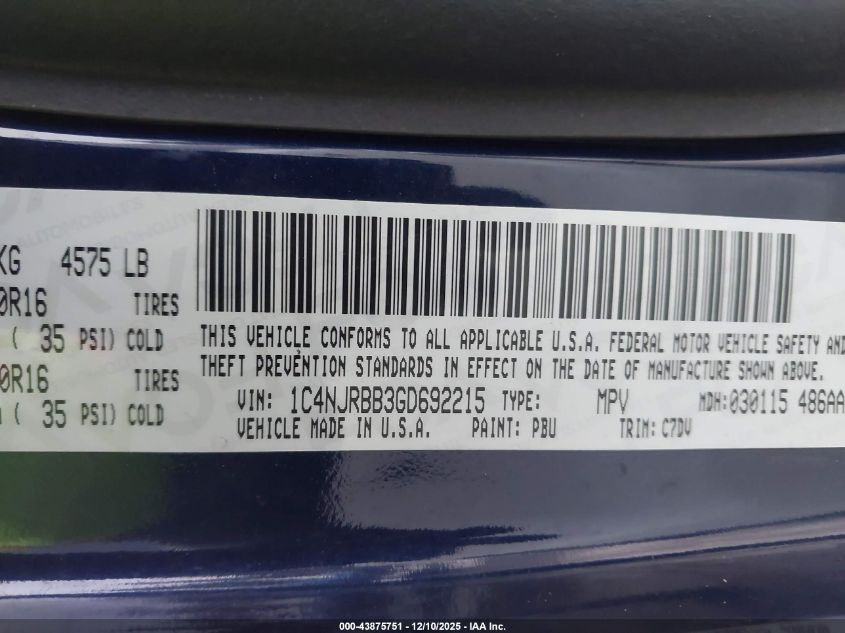 KG 4575 LB
0R16 TIRES
( 35 PSI) COLD
0R16 TIRES
( 35 PSI) COLD
THIS VEHICLE CONFORMS TO ALL APPLICABLE U.S.A. FEDERAL MOTOR VEHICLE SAFETY AND
THEFT PREVENTION STANDARDS IN EFFECT ON THE DATE OF MANUFACTURE SHOWN ABOVE.
VIN: 1C4NJRBB3GD692215 TYPE: MPV MDH:030115 486AA
VEHICLE MADE IN U.S.A. PAINT: PBU TRIM: C7DV
000-43875751 - 12/10/2025 - IAA Inc.